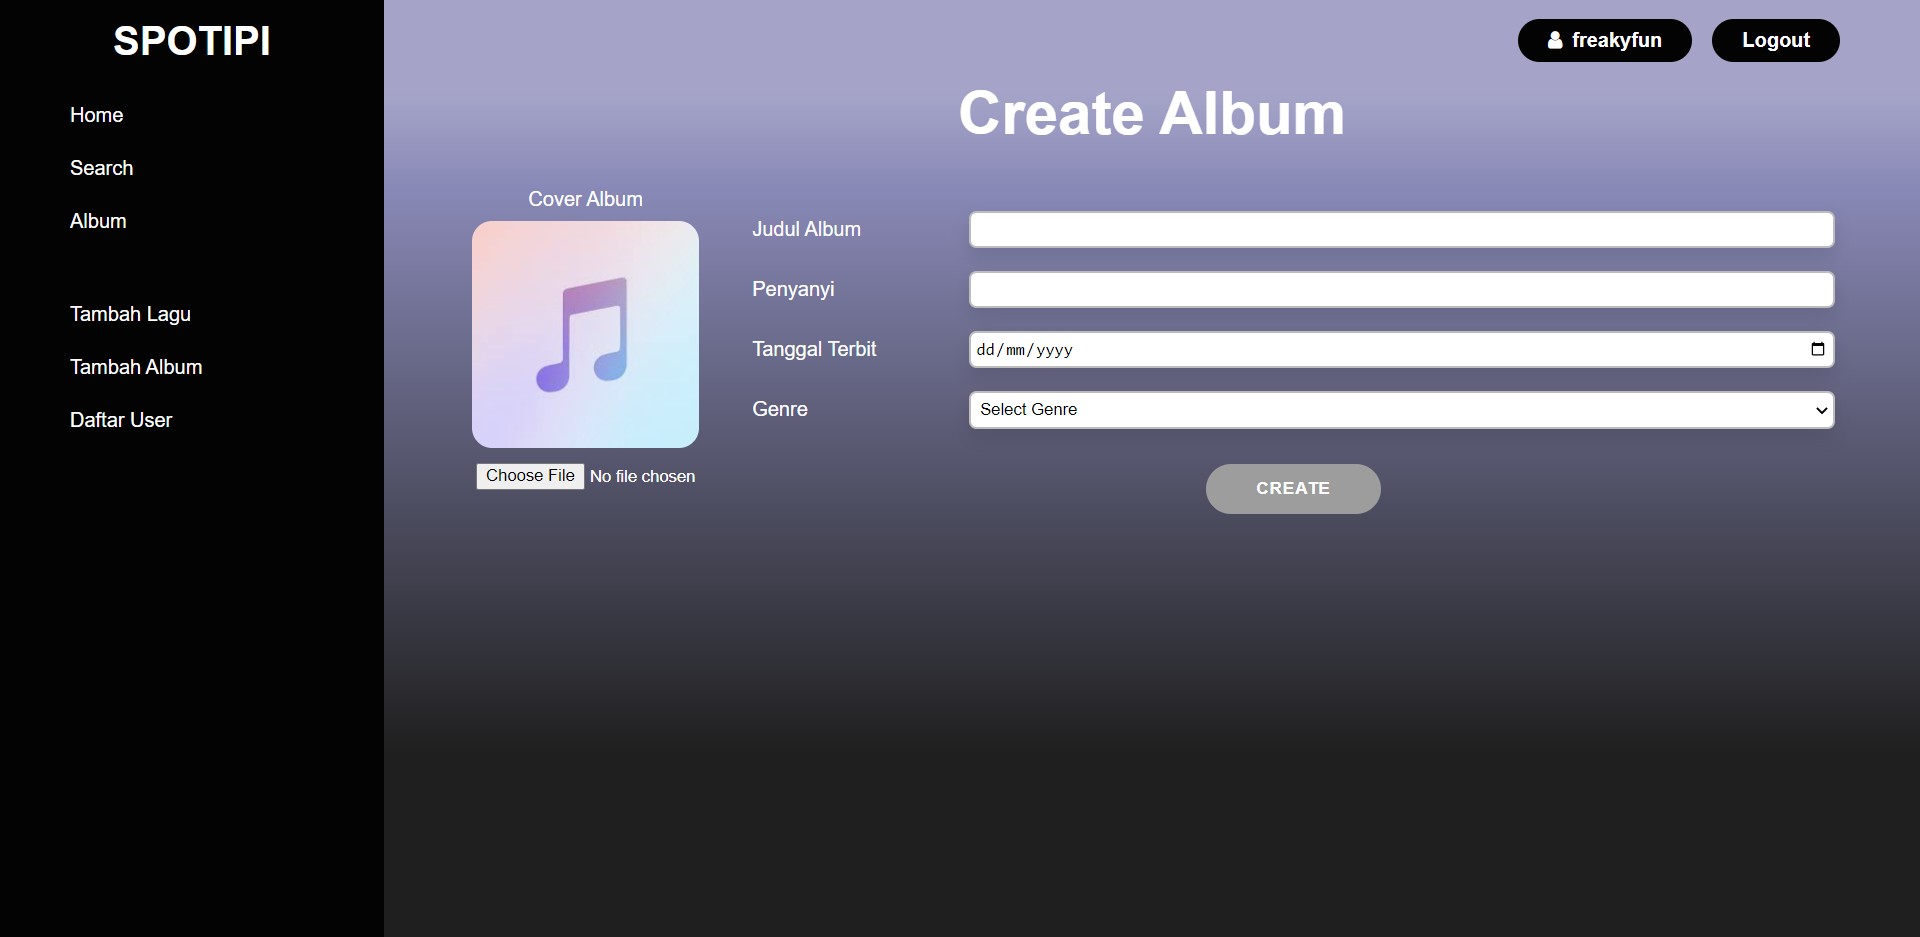 SPOTIPI
Home
Search
Album
Tambah Lagu
Tambah Album
Daftar User
freakyfun
Logout
Create Album
Cover Album
Choose File No file chosen
Judul Album
Penyanyi
Tanggal Terbit
dd/mm/yyyy
Genre
Select Genre
CREATE